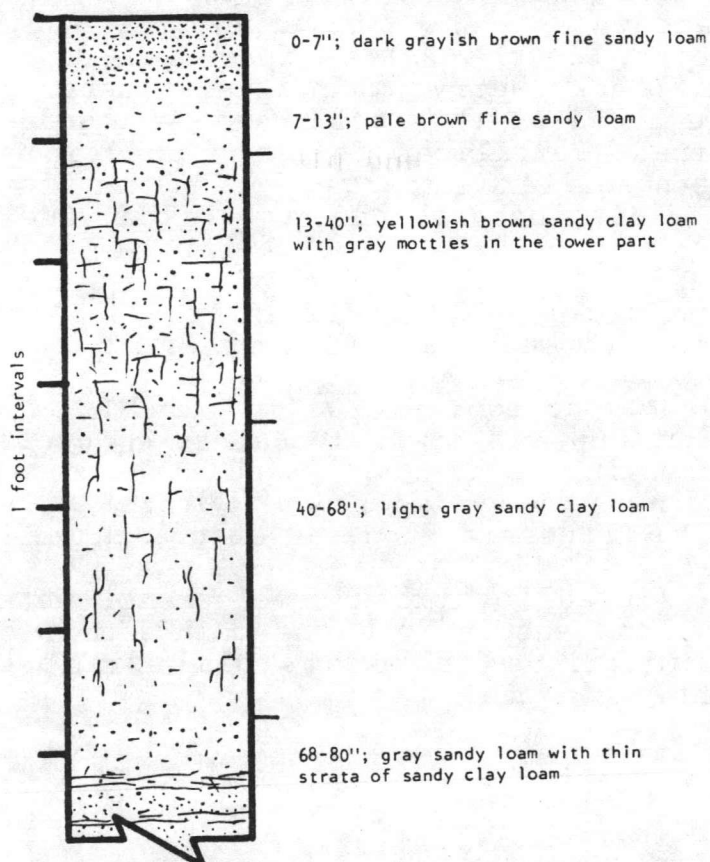 0-7"; dark grayish brown fine sandy loam
7-13"; pale brown fine sandy loam
13-40"; yellowish brown sandy clay loam
with gray mottles in the lower part
1 foot intervals
40-68"; light gray sandy clay loam
68-80"; gray sandy loam with thin
strata of sandy clay loam